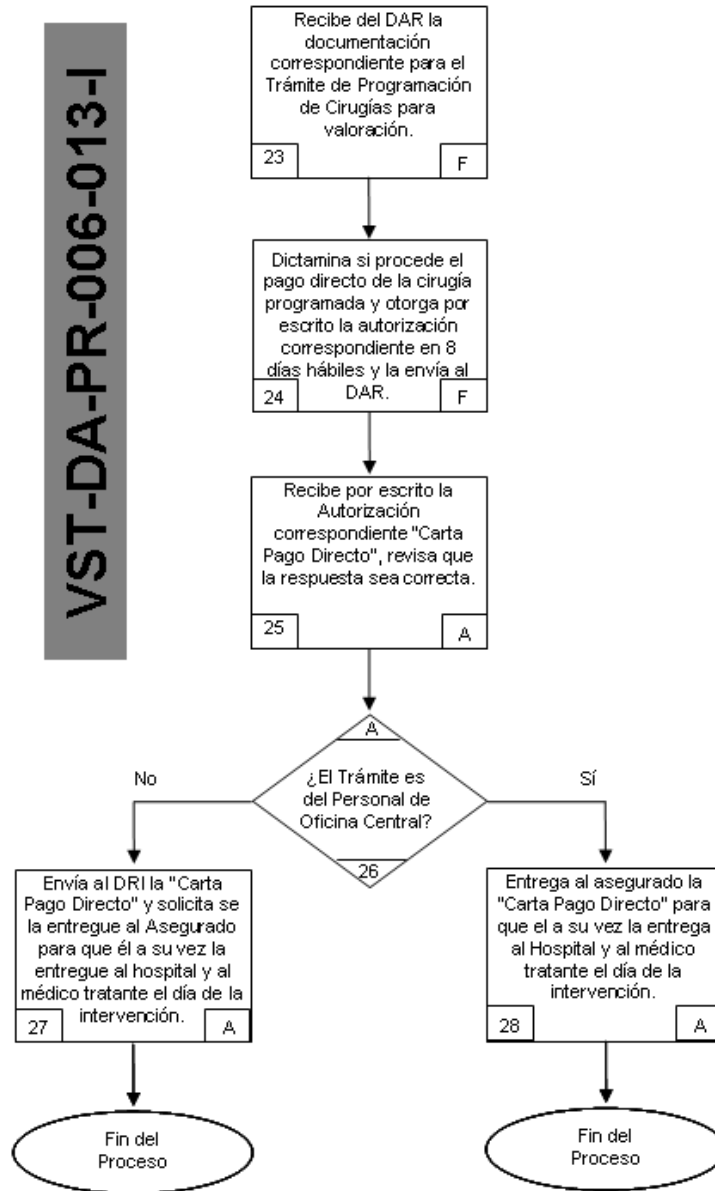 VST-DA-PR-006-013-I
Recibe del DAR la
documentación
correspondiente para el
Trámite de Programación
de Cirugías para
valoración.
23
F
Dictamina si procede el
pago directo de la cirugía
programada y otorga por
escrito la autorización
correspondiente en 8
días hábiles y la envía al
DAR.
24
F
Recibe por escrito la
Autorización
correspondiente "Carta
Pago Directo", revisa que
la respuesta sea correcta.
25
A
A
¿El Trámite es
del Personal de
Oficina Central?
26
No
Sí
Envía al DRI la "Carta
Pago Directo" y solicita se
la entregue al Asegurado
para que él a su vez la
entregue al hospital y al
médico tratante el día de la
intervención.
27
A
Entrega al asegurado la
"Carta Pago Directo" para
que el a su vez la entrega
al Hospital y al médico
tratante el día de la
intervención.
28
A
Fin del
Proceso
Fin del
Proceso